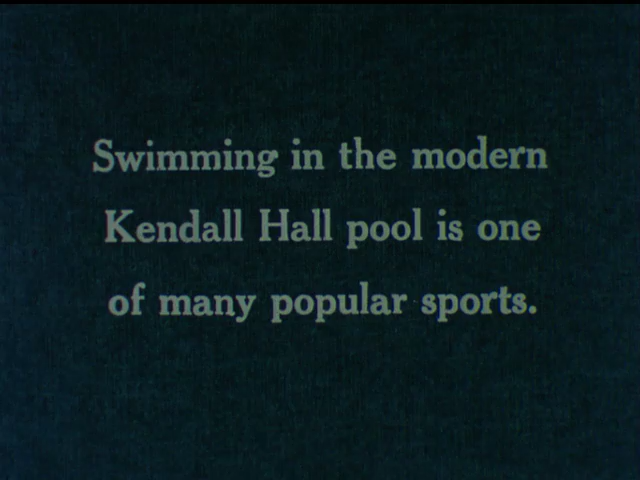 Swimming in the modern
Kendall Hall pool is one
of many popular sports.